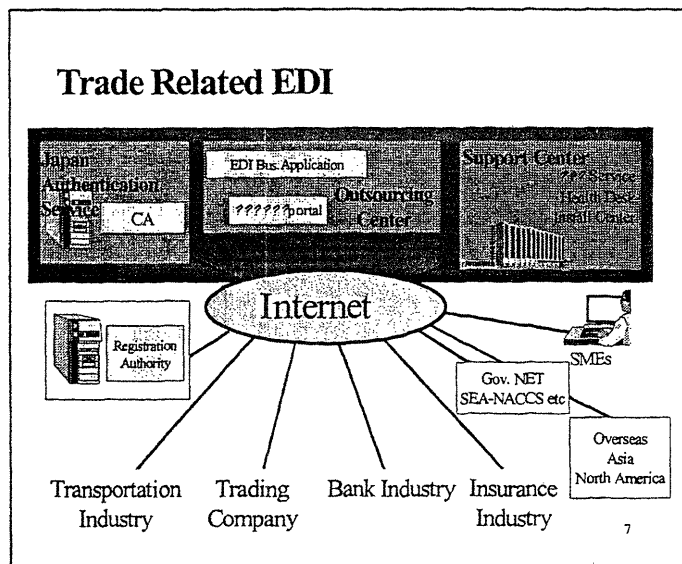 Trade Related EDI
Japan
Authentication
Service
CA
EDI Bus. Application
??????portal
Outsourcing
Center
Support Center
???Service
Desk
Center
Internet
Registration
Authority
SMEs
Gov. NET
SEA-NACCS etc
Overseas
Asia
North America
Transportation
Industry
Trading
Company
Bank Industry
Insurance
Industry
7